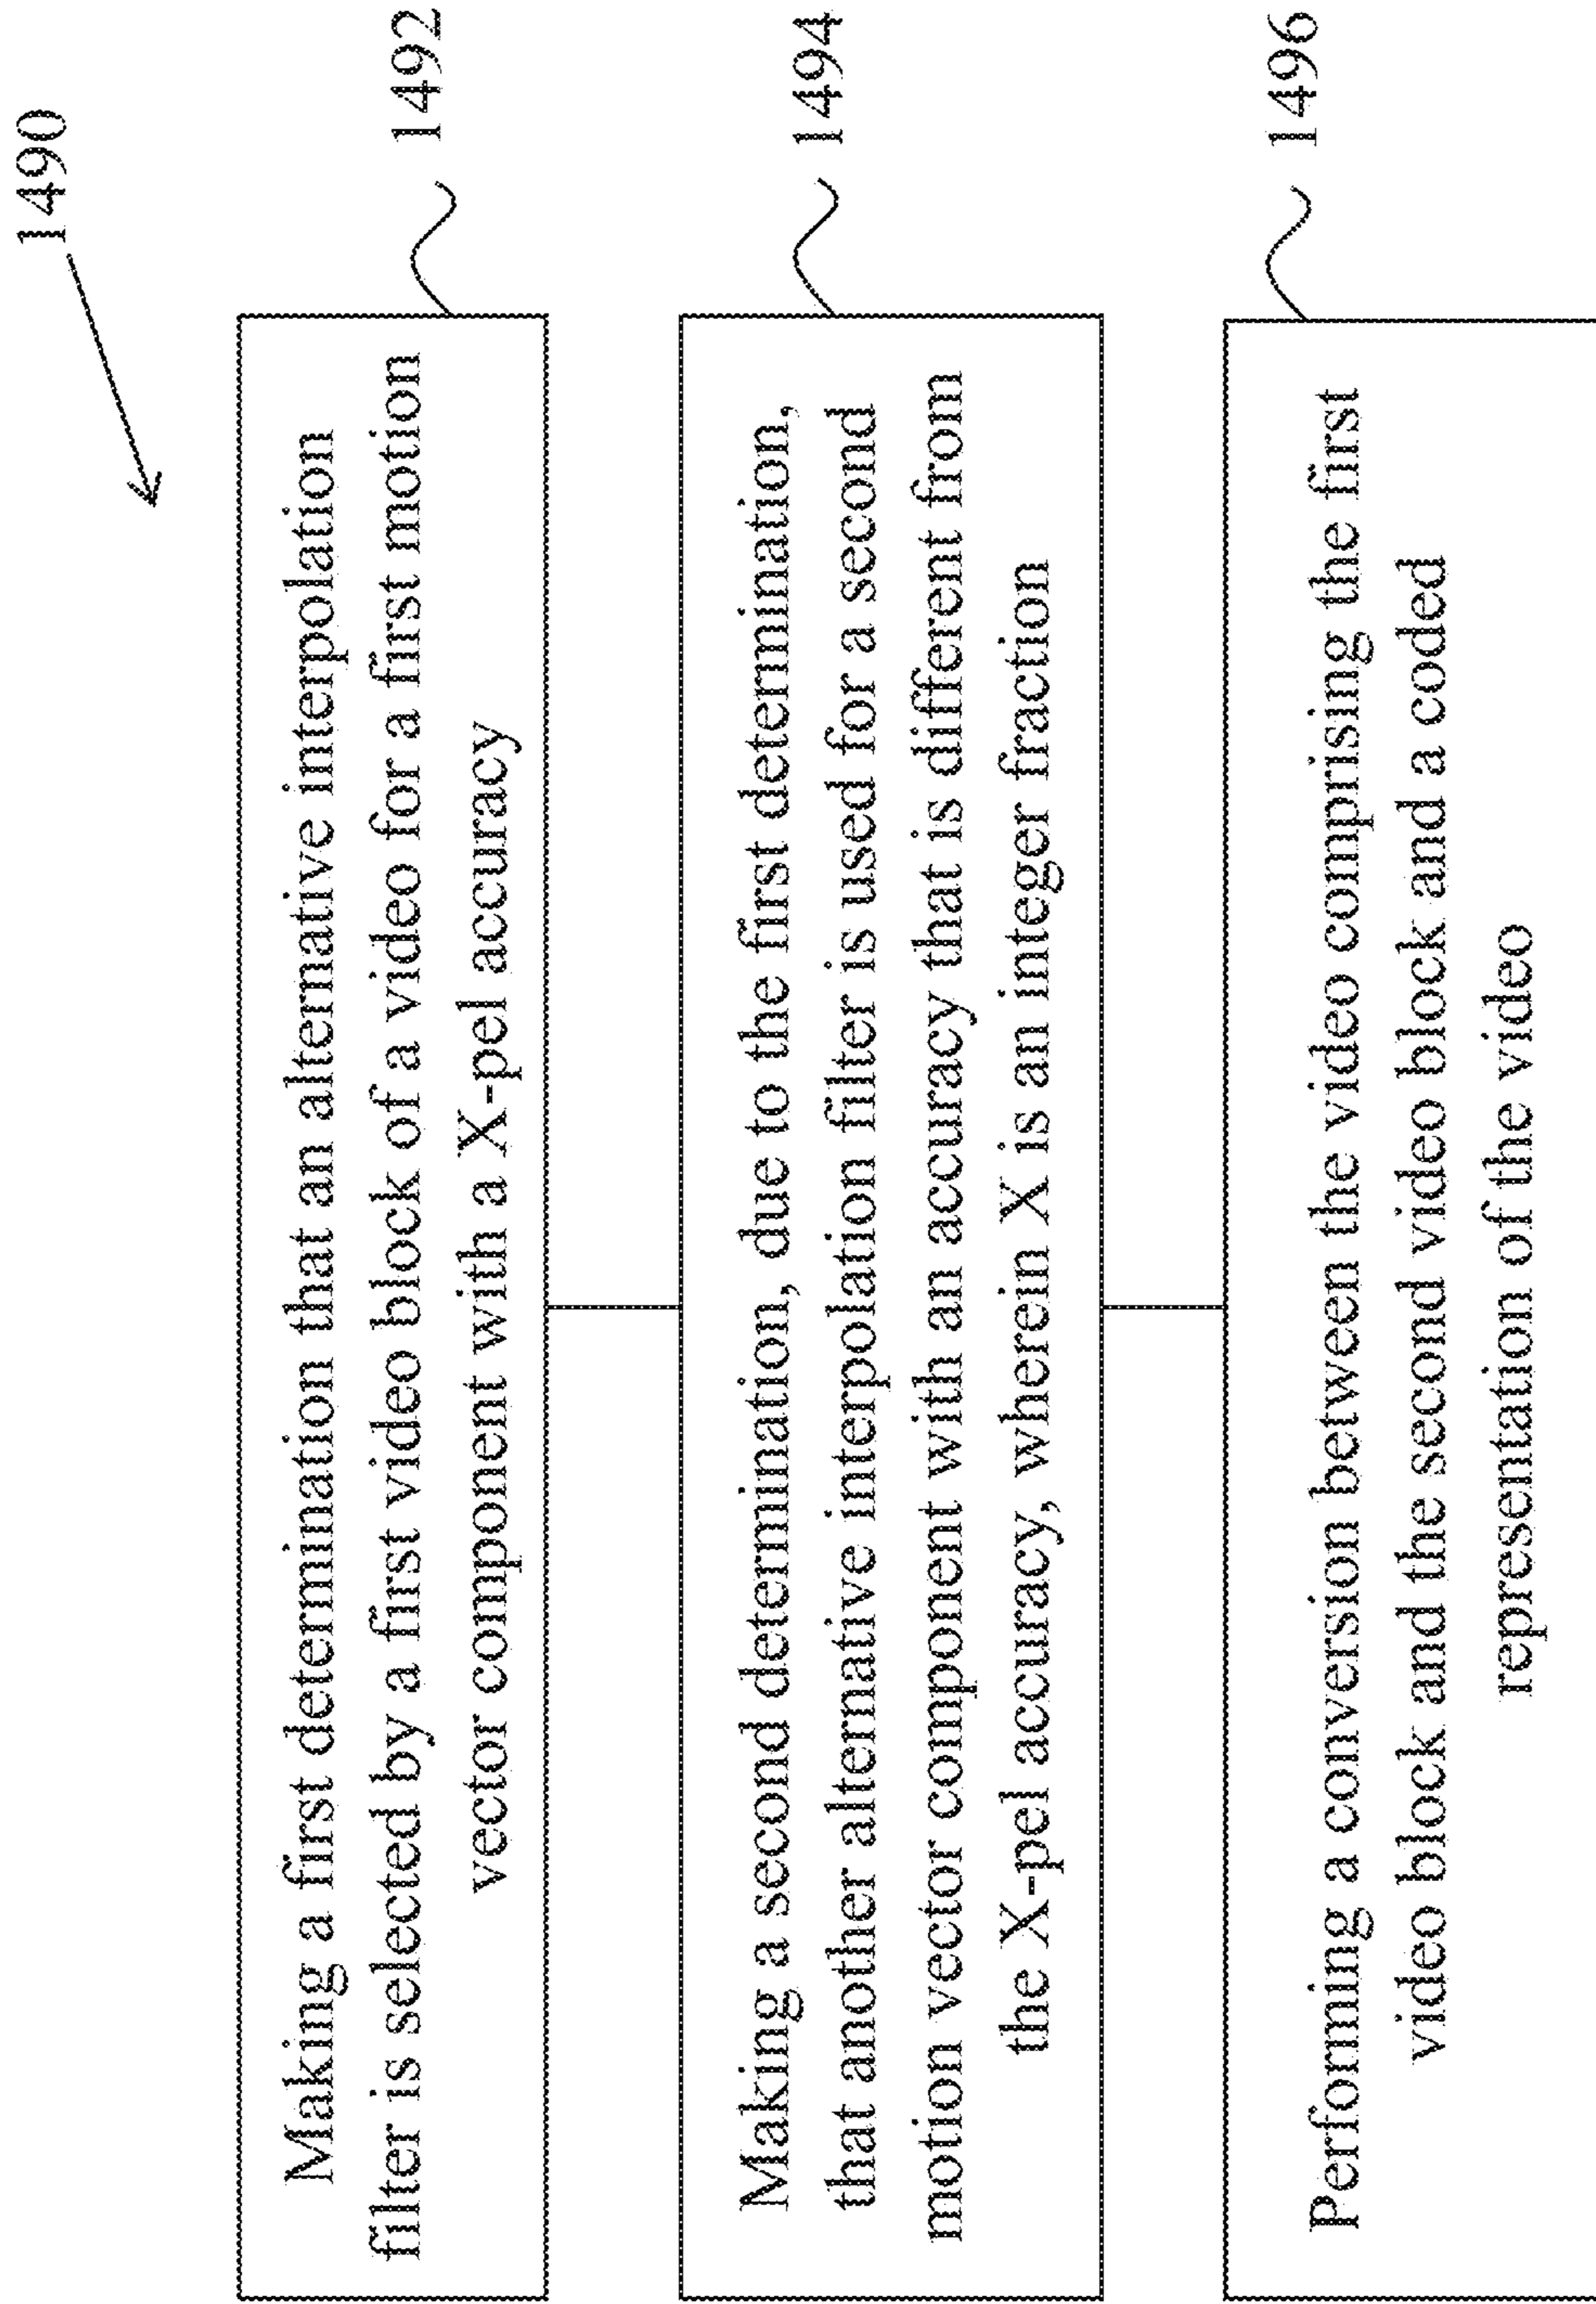 1490
Making a first determination that an alternative interpolation
filter is selected by a first video block of a video for a first motion
vector component with a X-pel accuracy
1492
Making a second determination, due to the first determination,
that another alternative interpolation filter is used for a second
motion vector component with an accuracy that is different from
the X-pel accuracy, wherein X is an integer fraction
1494
Performing a conversion between the video comprising the first
video block and the second video block and a coded
representation of the video
1496